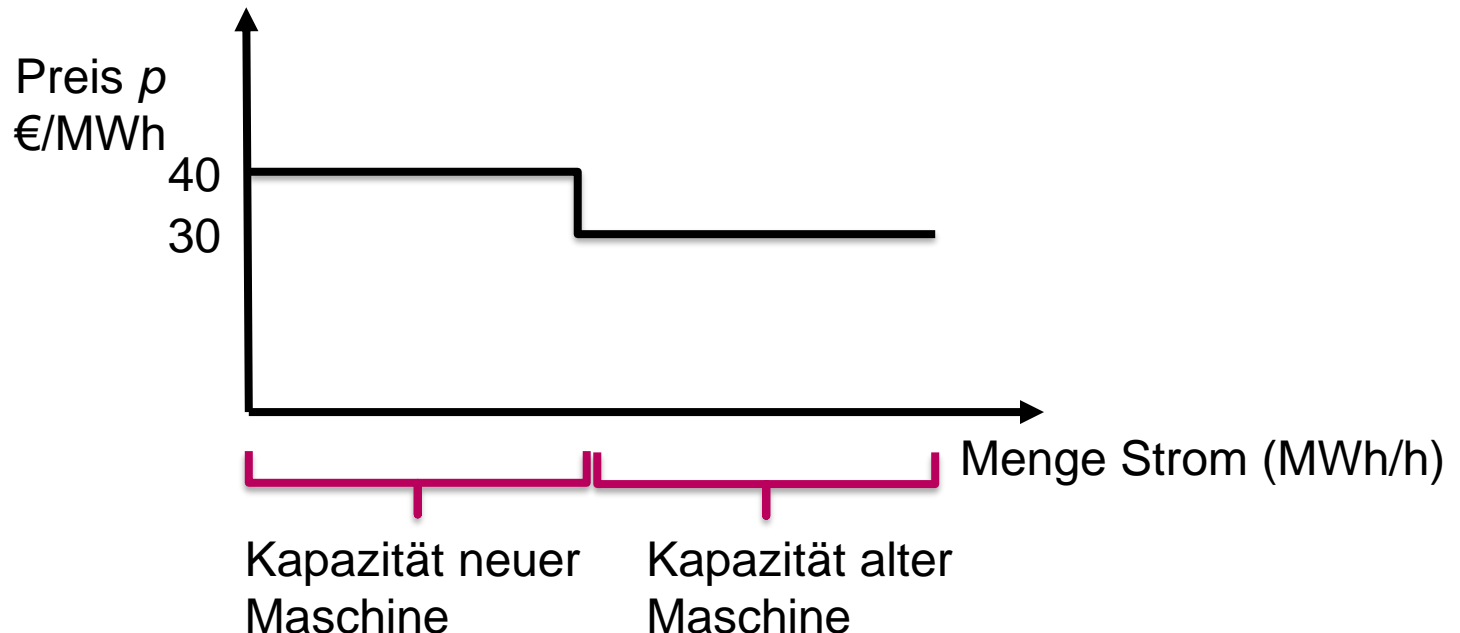 Preis p
€/MWh
40
30
Menge Strom (MWh/h)
Kapazität neuer
Maschine
Kapazität alter
Maschine